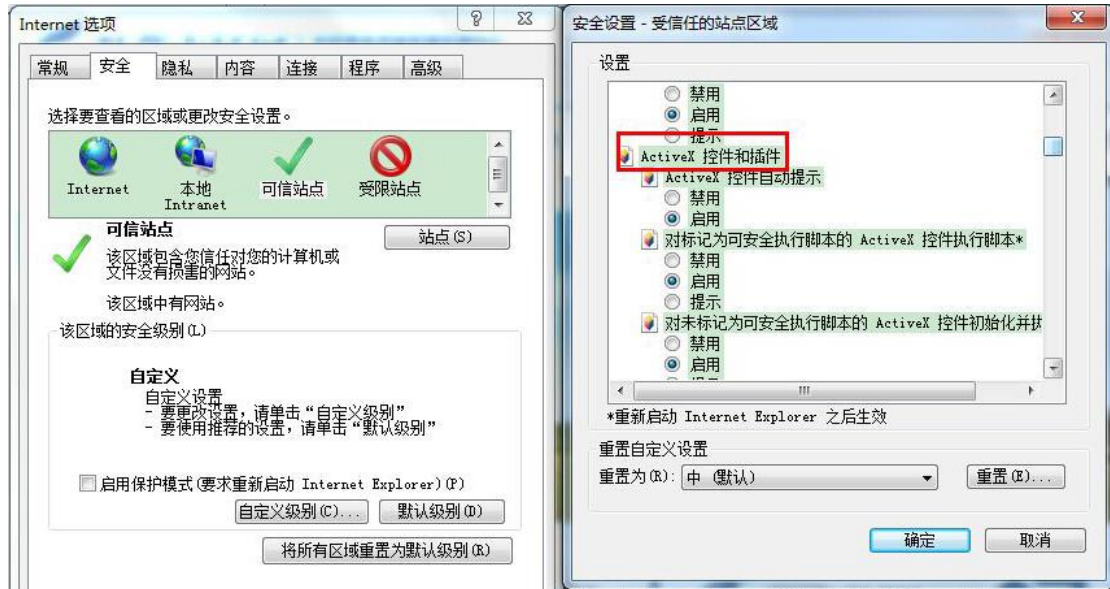 Internet 选项
常规 安全 隐私 内容 连接 程序 高级
选择要查看的区域或更改安全设置。
Internet 本地 Intranet 可信站点 受限站点
可信站点
站点(S)
该区域包含您信任对您的计算机或
文件没有损害的网站。
该区域中有网站。
该区域的安全级别(L)
自定义
自定义设置
- 要更改设置，请单击“自定义级别”
- 要使用推荐的设置，请单击“默认级别”
启用保护模式(要求重新启动 Internet Explorer)(P)
自定义级别(C)... 默认级别(D)
将所有区域重置为默认级别(R)
安全设置 - 受信任的站点区域
设置
禁用
启用
提示
ActiveX 控件和插件
ActiveX 控件自动提示
禁用
启用
对标记为可安全执行脚本的 ActiveX 控件执行脚本*
禁用
启用
提示
对未标记为可安全执行脚本的 ActiveX 控件初始化并执
禁用
启用
*重新启动 Internet Explorer 之后生效
重置自定义设置
重置为(R): 中 (默认) 重置(E)...
确定 取消